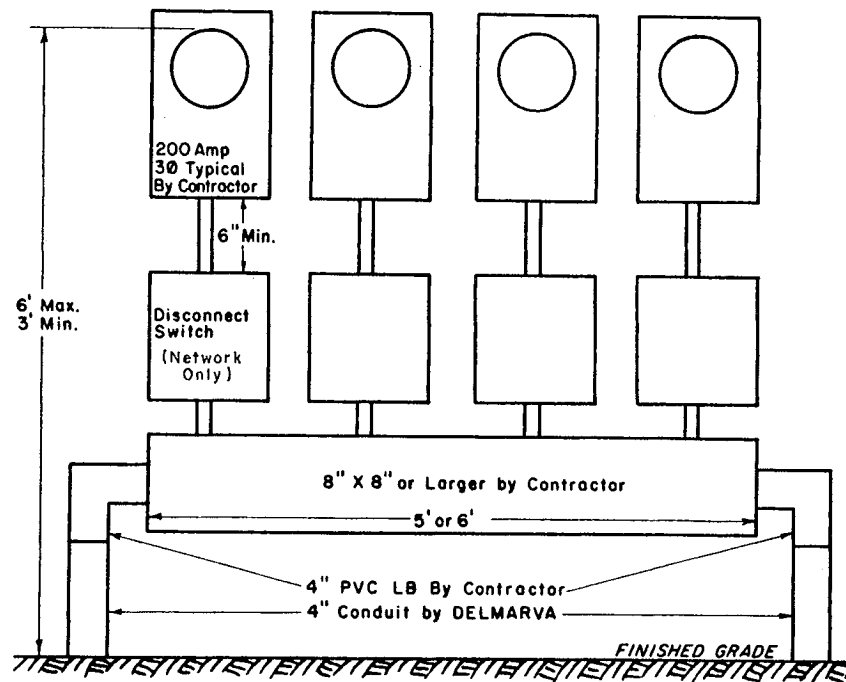 200 Amp
30 Typical
By Contractor
6" Min.
6' Max.
3' Min.
Disconnect
Switch
(Network
Only)
8" X 8" or Larger by Contractor
5' or 6'
4" PVC LB By Contractor
4" Conduit by DELMARVA
FINISHED GRADE